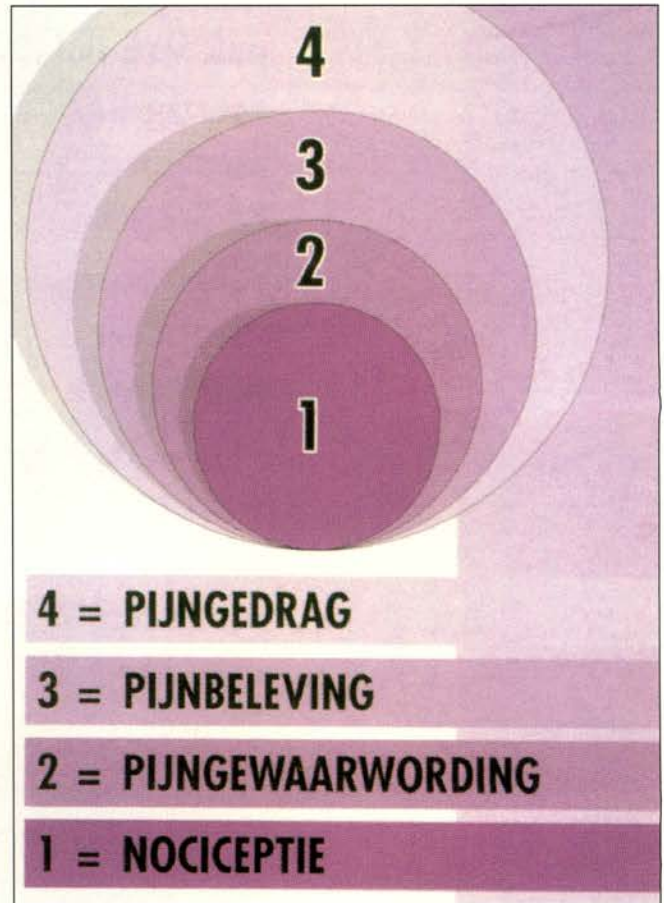 4
3
2
1
4 = PIJNGEDRAG
3 = PIJNBELEVING
2 = PIJNGEWAARWORDING
1 = NOCICEPTIE